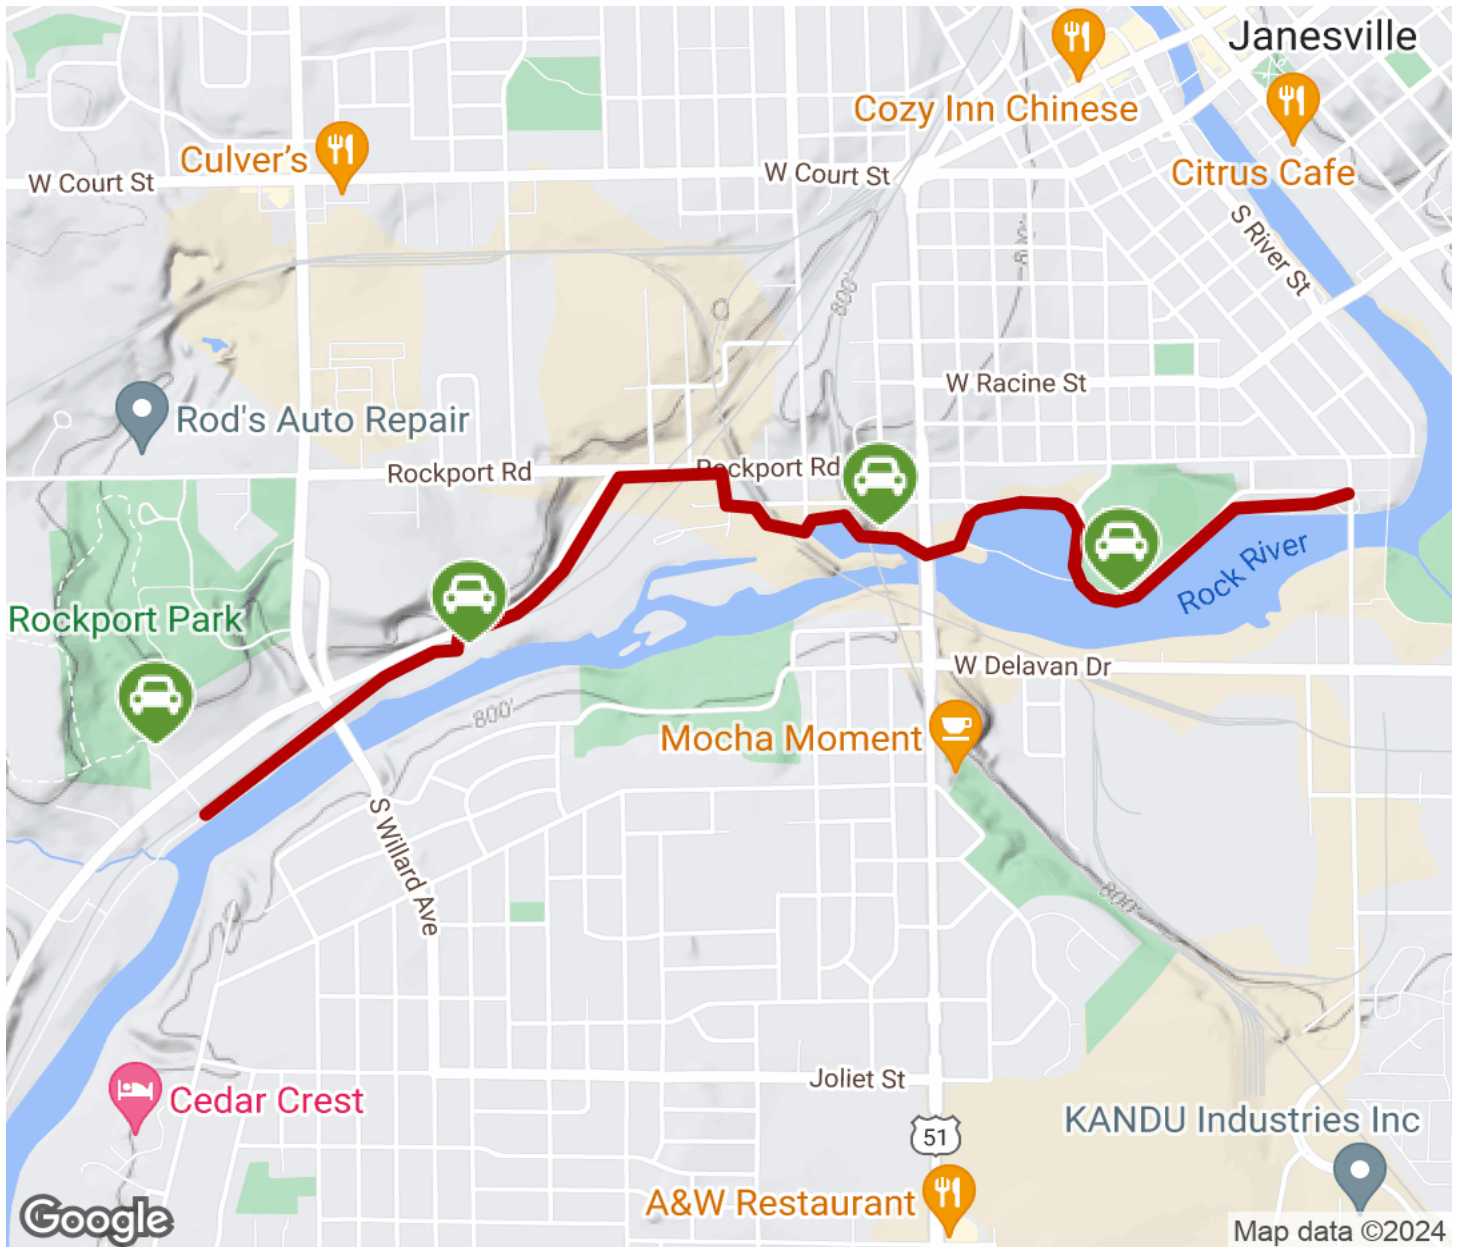 Janesville
Cozy Inn Chinese
Culver's
W Court St
W Court St
Citrus Cafe
S River St
800'
W Racine St
Rod's Auto Repair
Rockport Rd
Rockport Rd
Rock River
Rockport Park
W Delavan Dr
800'
Mocha Moment
S Willard Ave
800'
Joliet St
Cedar Crest
KANDU Industries Inc
51
A&W Restaurant
Google
Map data ©2024